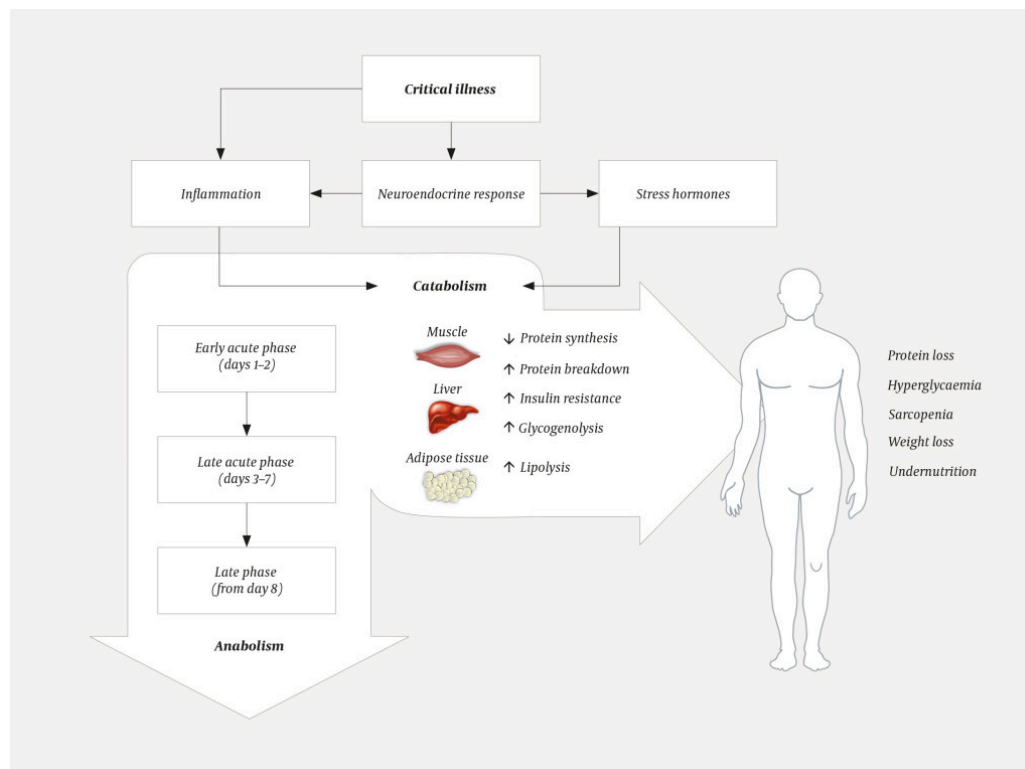 Critical illness
Inflammation
Neuroendocrine response
Stress hormones
Catabolism
Early acute phase
(days 1–2)
Late acute phase
(days 3–7)
Late phase
(from day 8)
Anabolism
Muscle
↓ Protein synthesis
↑ Protein breakdown
Liver
↑ Insulin resistance
↑ Glycogenolysis
Adipose tissue
↑ Lipolysis
Protein loss
Hyperglycaemia
Sarcopenia
Weight loss
Undernutrition